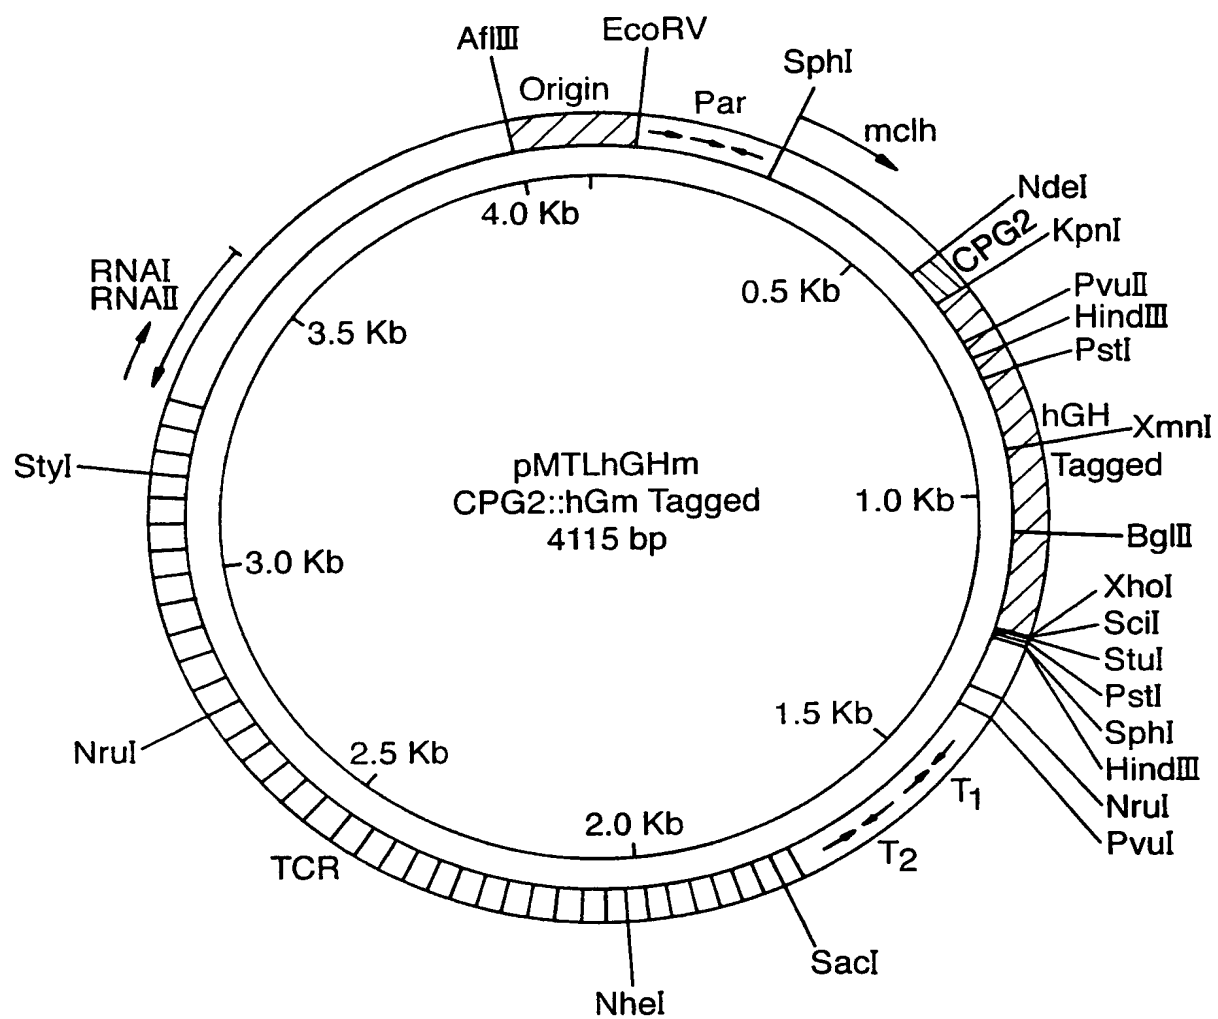 EcoRV
AflⅢ
SphI
Origin
Par
mclh
NdeI
4.0 Kb
CPG2
KpnI
RNAI
RNAⅡ
0.5 Kb
PvuⅡ
HindⅢ
3.5 Kb
PstI
hGH
XmnI
StyI
pMTLhGHm
Tagged
CPG2::hGm Tagged
1.0 Kb
4115 bp
BglⅡ
3.0 Kb
XhoI
SciI
StuI
PstI
1.5 Kb
SphI
NruI
2.5 Kb
HindⅢ
T1
NruI
2.0 Kb
PvuI
T2
TCR
SacI
NheI